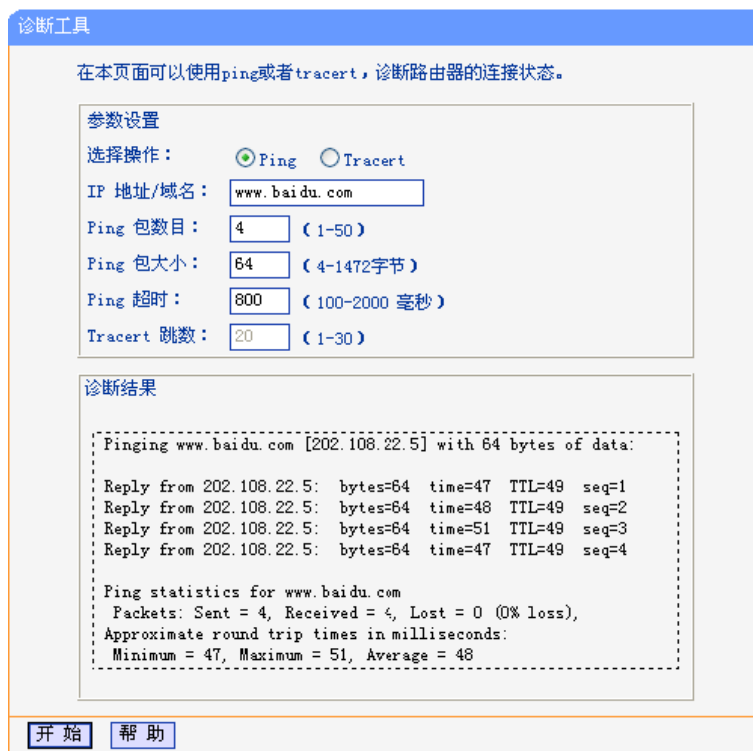 诊断工具
在本页面可以使用ping或者tracert，诊断路由器的连接状态。
参数设置
选择操作： Ping Tracert
IP 地址/域名： www.baidu.com
Ping 包数目： 4 （1-50）
Ping 包大小： 64 （4-1472字节）
Ping 超时： 800 （100-2000 毫秒）
Tracert 跳数： 20 （1-30）
诊断结果
Pinging www.baidu.com [202.108.22.5] with 64 bytes of data:
Reply from 202.108.22.5: bytes=64 time=47 TTL=49 seq=1
Reply from 202.108.22.5: bytes=64 time=48 TTL=49 seq=2
Reply from 202.108.22.5: bytes=64 time=51 TTL=49 seq=3
Reply from 202.108.22.5: bytes=64 time=47 TTL=49 seq=4
Ping statistics for www.baidu.com
Packets: Sent = 4, Received = 4, Lost = 0 (0% loss),
Approximate round trip times in milliseconds:
Minimum = 47, Maximum = 51, Average = 48
开 始 帮 助